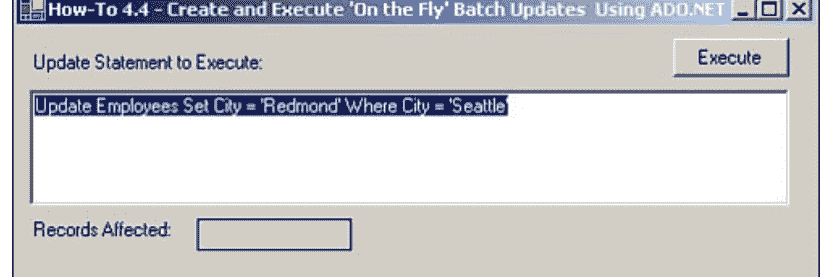 How-To 4.4 - Create and Execute 'On the Fly' Batch Updates Using ADO.NET
Update Statement to Execute:
Execute
Update Employees Set City = 'Redmond' Where City = 'Seattle'
Records Affected: